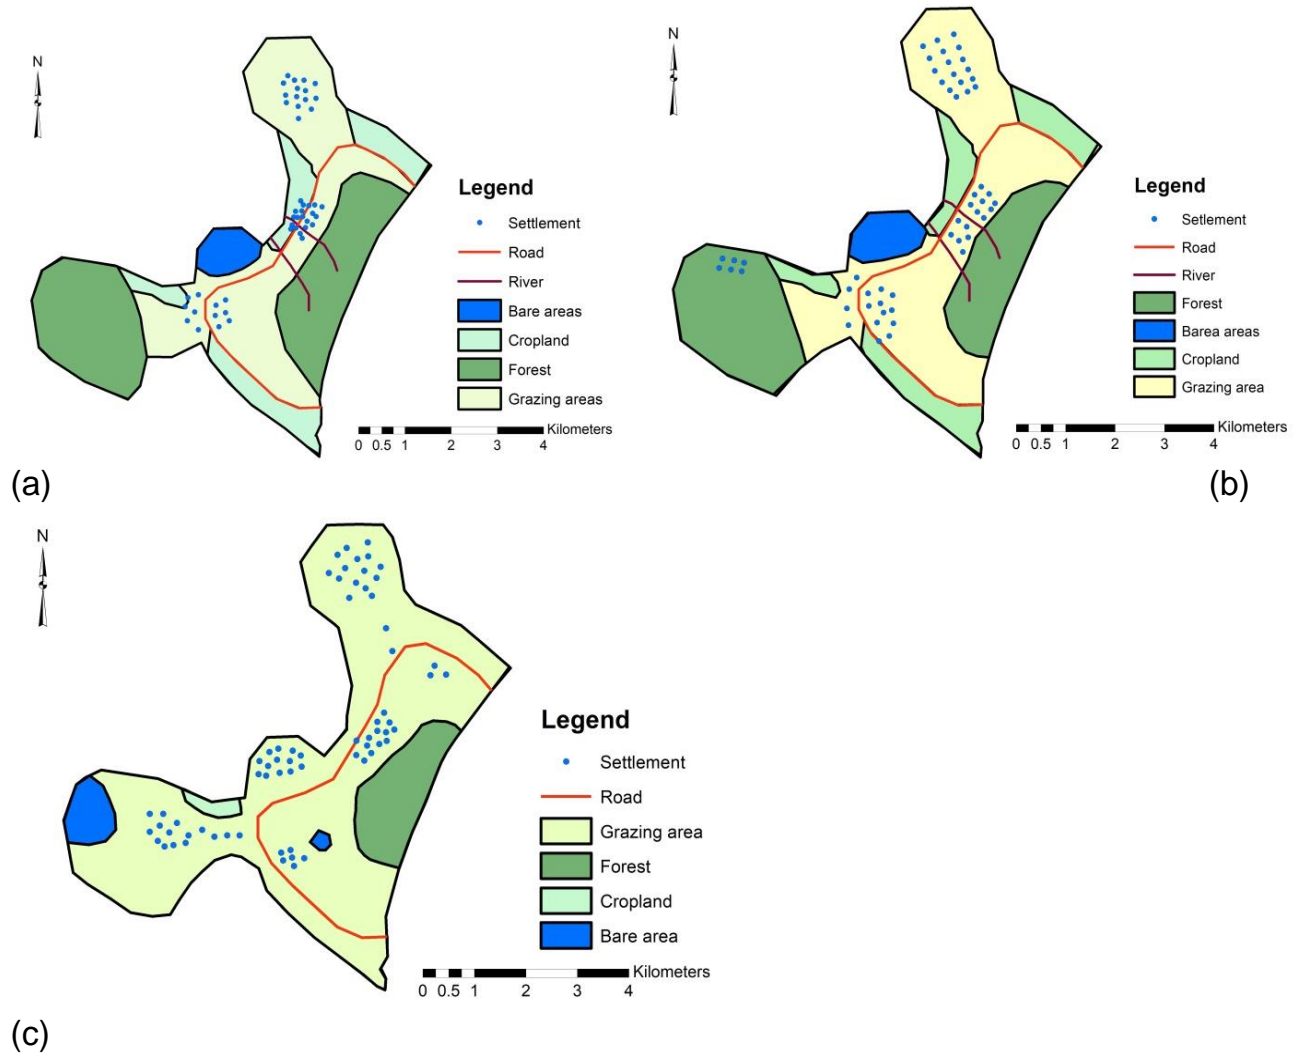 N
Legend
Settlement
Road
River
Bare areas
Cropland
Forest
Grazing areas
Kilometers
0 0.5 1 2 3 4
(a)
N
Legend
Setlement
Road
River
Forest
Barea areas
Cropland
Grazing area
Kilometers
0 0.5 1 2 3 4
(b)
N
Legend
Settlement
Road
Grazing area
Forest
Cropland
Bare area
Kilometers
0 0.5 1 2 3 4
(c)